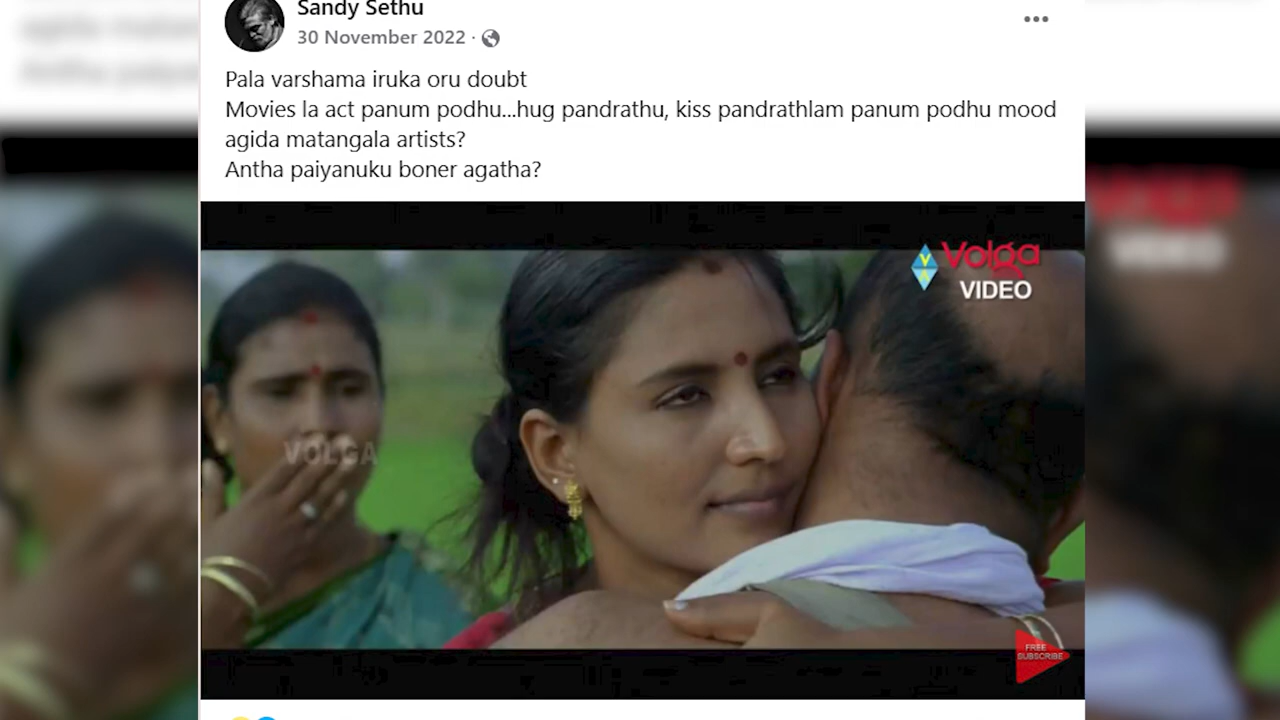 Sandy Sethu
30 November 2022 ·
Pala varshama iruka oru doubt
Movies la act panum podhu...hug pandrathu, kiss pandrathlam panum podhu mood
agida matangala artists?
Antha paiyanuku boner agatha?
Volga
VIDEO
VOLGA
FREE
SUBSCRIBE